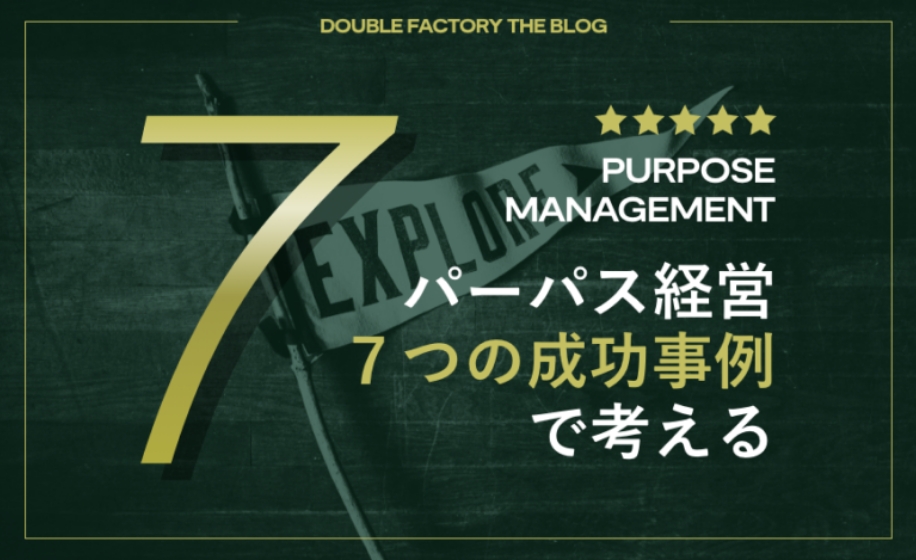 DOUBLE FACTORY THE BLOG
7
EXPLORE
PURPOSE
MANAGEMENT
パーパス経営
７つの成功事例
で考える